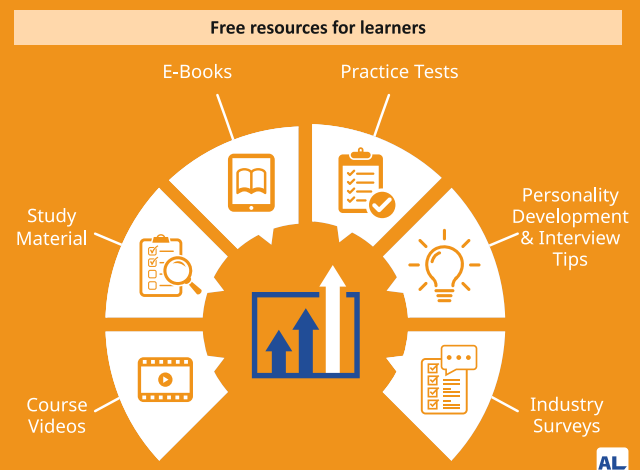 Free resources for learners
E-Books
Practice Tests
Study
Material
Personality
Development
& Interview
Tips
Course
Videos
Industry
Surveys
AL